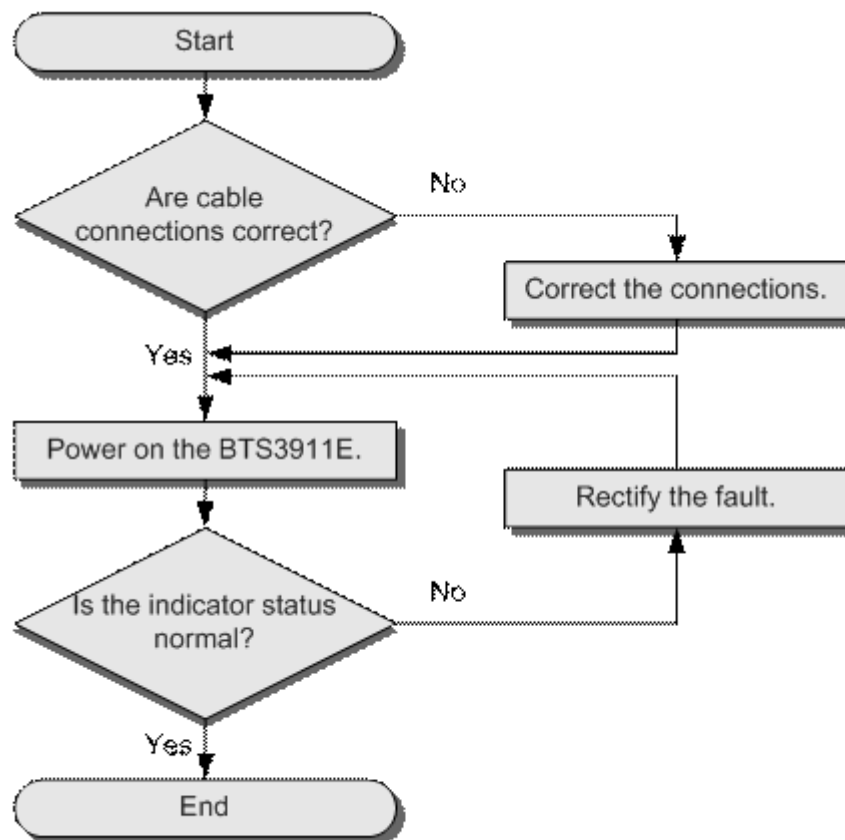 Start
Are cable
connections correct?
No
Correct the connections.
Yes
Power on the BTS3911E.
Rectify the fault.
Is the indicator status
normal?
No
Yes
End